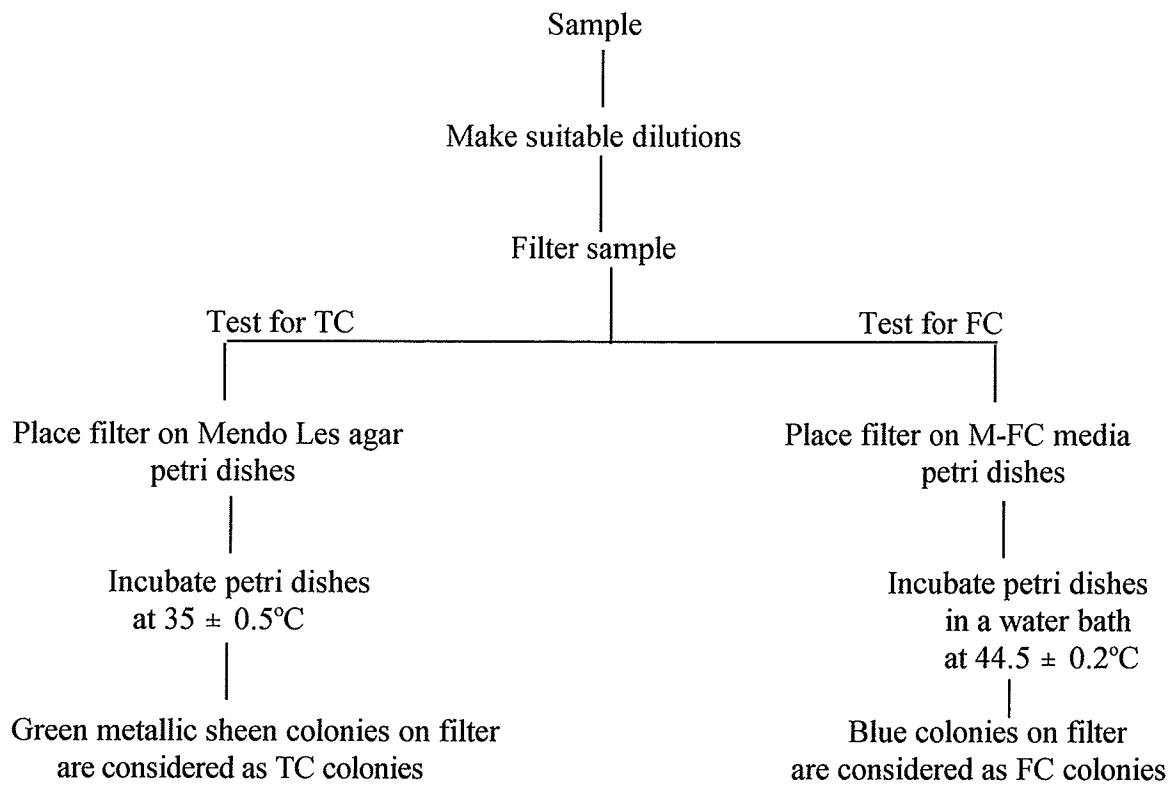 Sample
Make suitable dilutions
Filter sample
Test for TC
Test for FC
Place filter on Mendo Les agar
petri dishes
Incubate petri dishes
at 35 ± 0.5ºC
Green metallic sheen colonies on filter
are considered as TC colonies
Place filter on M-FC media
petri dishes
Incubate petri dishes
in a water bath
at 44.5 ± 0.2ºC
Blue colonies on filter
are considered as FC colonies